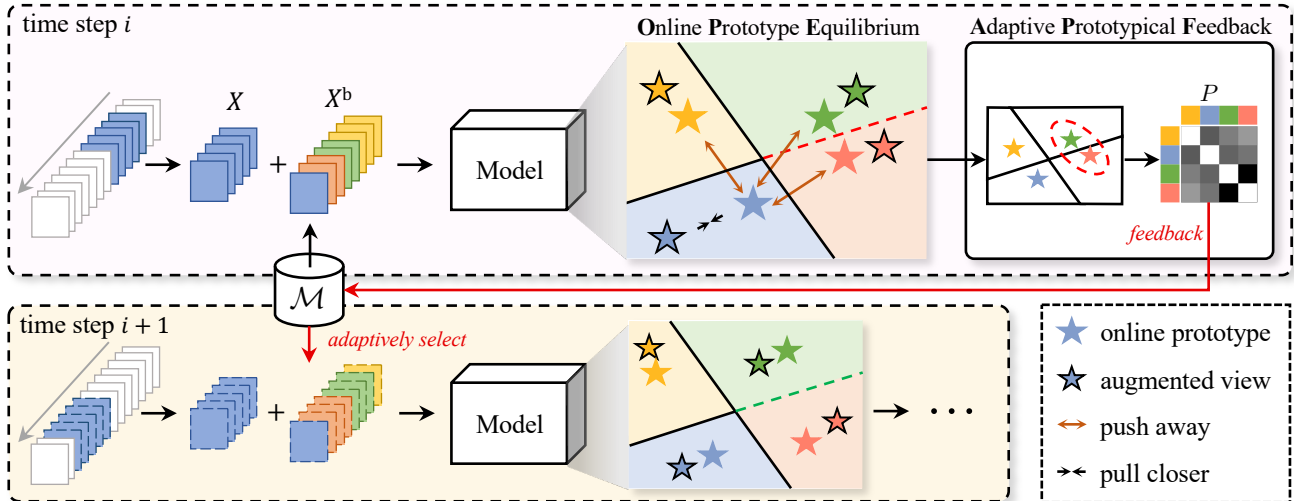 time step i
Online Prototype Equilibrium
Adaptive Prototypical Feedback
X
X^b
P
+
Model
feedback
M
time step i + 1
adaptively select
+
Model
...
online prototype
augmented view
push away
pull closer